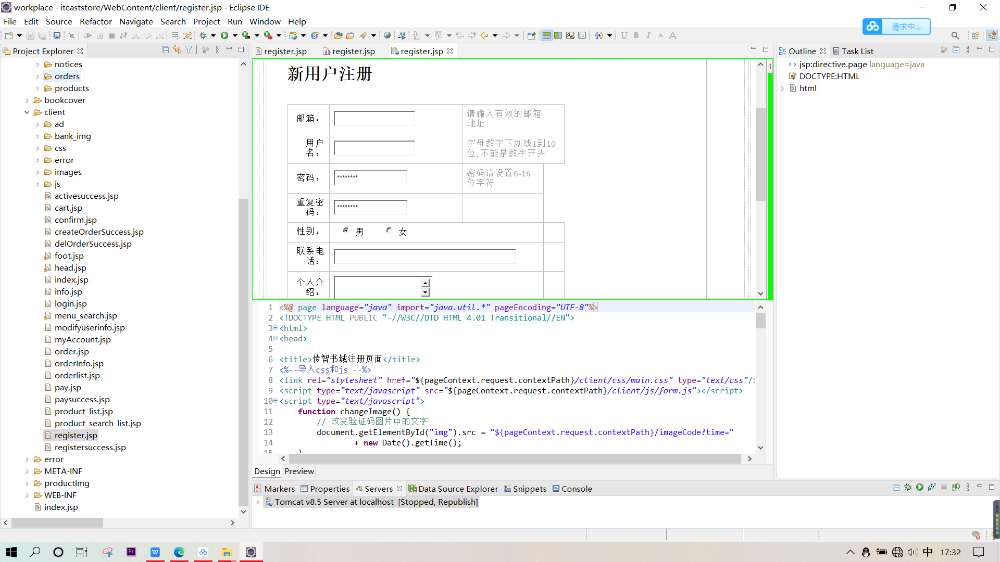 workplace - itcaststore/WebContent/client/register.jsp - Eclipse IDE
File Edit Source Refactor Navigate Search Project Run Window Help
请求中...
Project Explorer
notices
orders
products
bookcover
client
ad
bank_img
css
error
images
js
activesuccess.jsp
cart.jsp
confirm.jsp
createOrderSuccess.jsp
delOrderSuccess.jsp
foot.jsp
head.jsp
index.jsp
info.jsp
login.jsp
menu_search.jsp
modifyuserinfo.jsp
myAccount.jsp
order.jsp
orderInfo.jsp
orderlist.jsp
pay.jsp
paysuccess.jsp
product_list.jsp
product_search_list.jsp
register.jsp
registersuccess.jsp
error
META-INF
productImg
WEB-INF
index.jsp
register.jsp register.jsp register.jsp
新用户注册
邮箱：
请输入有效的邮箱
地址
用户
名：
字母数字下划线1到10
位, 不能是数字开头
密码：
********
密码请设置6-16
位字符
重复密
码：
********
性别： 男 女
联系电
话：
个人介
绍：
1 <%@ page language="java" import="java.util.*" pageEncoding="UTF-8"%>
2 <!DOCTYPE HTML PUBLIC "-//W3C//DTD HTML 4.01 Transitional//EN">
3 <html>
4 <head>
5
6 <title>传智书城注册页面</title>
7 <%--导入css和js --%>
8 <link rel="stylesheet" href="${pageContext.request.contextPath}/client/css/main.css" type="text/css"/>
9 <script type="text/javascript" src="${pageContext.request.contextPath}/client/js/form.js"></script>
10 <script type="text/javascript">
11 function changeImage() {
12 // 改变验证码图片中的文字
13 document.getElementById("img").src = "${pageContext.request.contextPath}/imageCode?time="
14 + new Date().getTime();
15 }
Design Preview
Outline Task List
jsp:directive.page language=java
DOCTYPE:HTML
html
Markers Properties Servers Data Source Explorer Snippets Console
Tomcat v8.5 Server at localhost [Stopped, Republish]
中 17:32